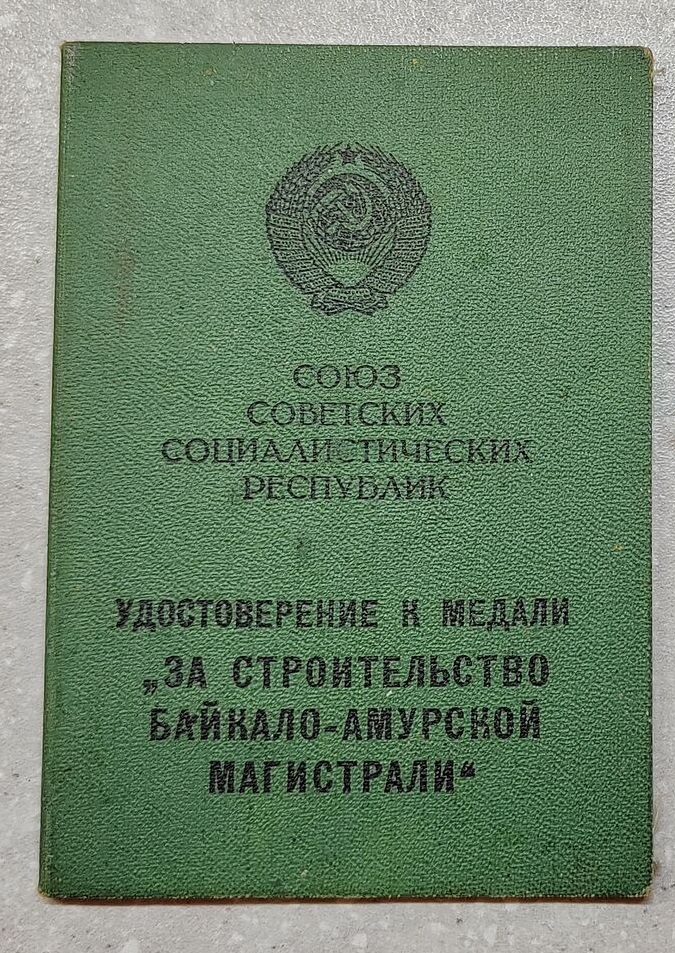 СОЮЗ
СОВЕТСКИХ
СОЦИАЛИСТИЧЕСКИХ
РЕСПУБЛИК
УДОСТОВЕРЕНИЕ К МЕДАЛИ
„ЗА СТРОИТЕЛЬСТВО
БАЙКАЛО-АМУРСКОЙ
МАГИСТРАЛИ“